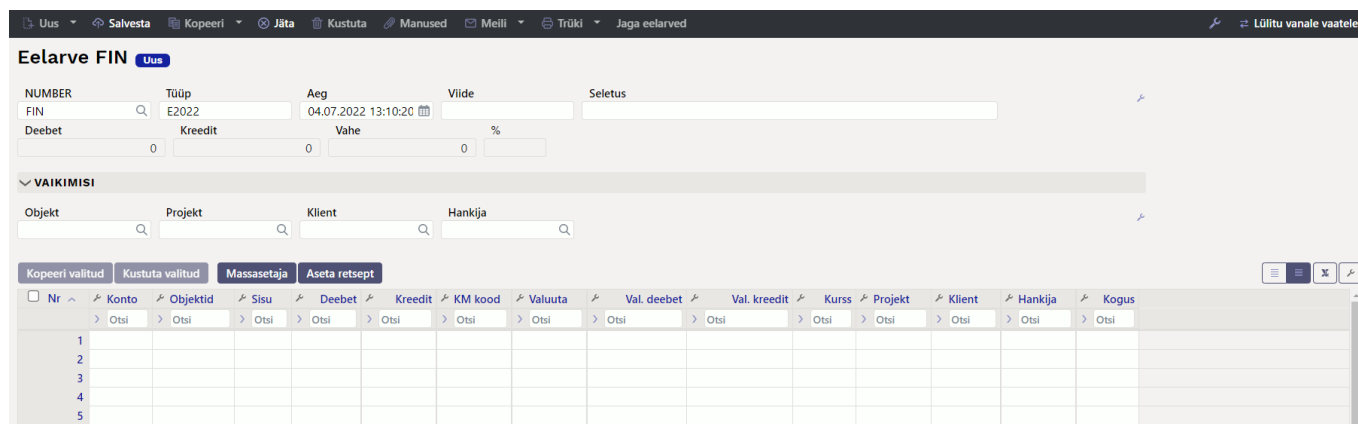 Uus Salvesta Kopeeri Jäta Kustuta Manused Meili Trüki Jaga eelarved Lülitu vanale vaatele
Eelarve FIN Uus
NUMBER Tüüp Aeg Viide Seletus
FIN E2022 04.07.2022 13:10:20
Deebet Kreedit Vahe %
0 0 0
VAIKIMISI
Objekt Projekt Klient Hankija
Kopeeri valitud Kustuta valitud Massasetaja Aseta retsept
Nr Konto Objektid Sisu Deebet Kreedit KM kood Valuuta Val. deebet Val. kreedit Kurss Projekt Klient Hankija Kogus
Otsi Otsi Otsi Otsi Otsi Otsi Otsi Otsi Otsi Otsi Otsi Otsi Otsi Otsi
1
2
3
4
5